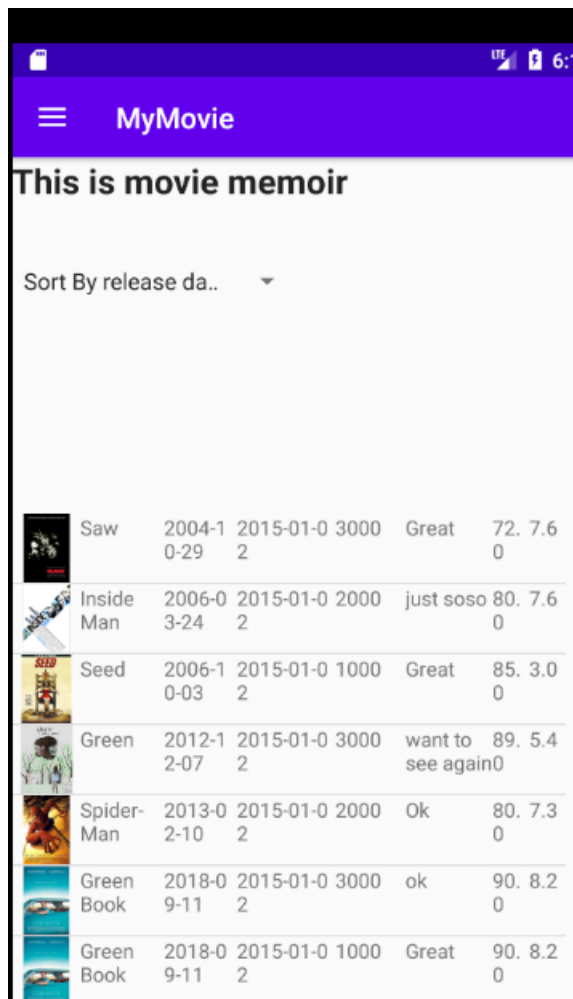 LTE 6:1
MyMovie
This is movie memoir
Sort By release da..
Saw 2004-1 2015-01-0 3000 Great 72. 7.6
0-29 2 0
Inside 2006-0 2015-01-0 2000 just soso 80. 7.6
Man 3-24 2 0
SEED
Seed 2006-1 2015-01-0 1000 Great 85. 3.0
0-03 2 0
Green 2012-1 2015-01-0 3000 want to 89. 5.4
2-07 2 see again 0
Spider- 2013-0 2015-01-0 2000 Ok 80. 7.3
Man 2-10 2 0
Green 2018-0 2015-01-0 3000 ok 90. 8.2
Book 9-11 2 0
Green 2018-0 2015-01-0 1000 Great 90. 8.2
Book 9-11 2 0